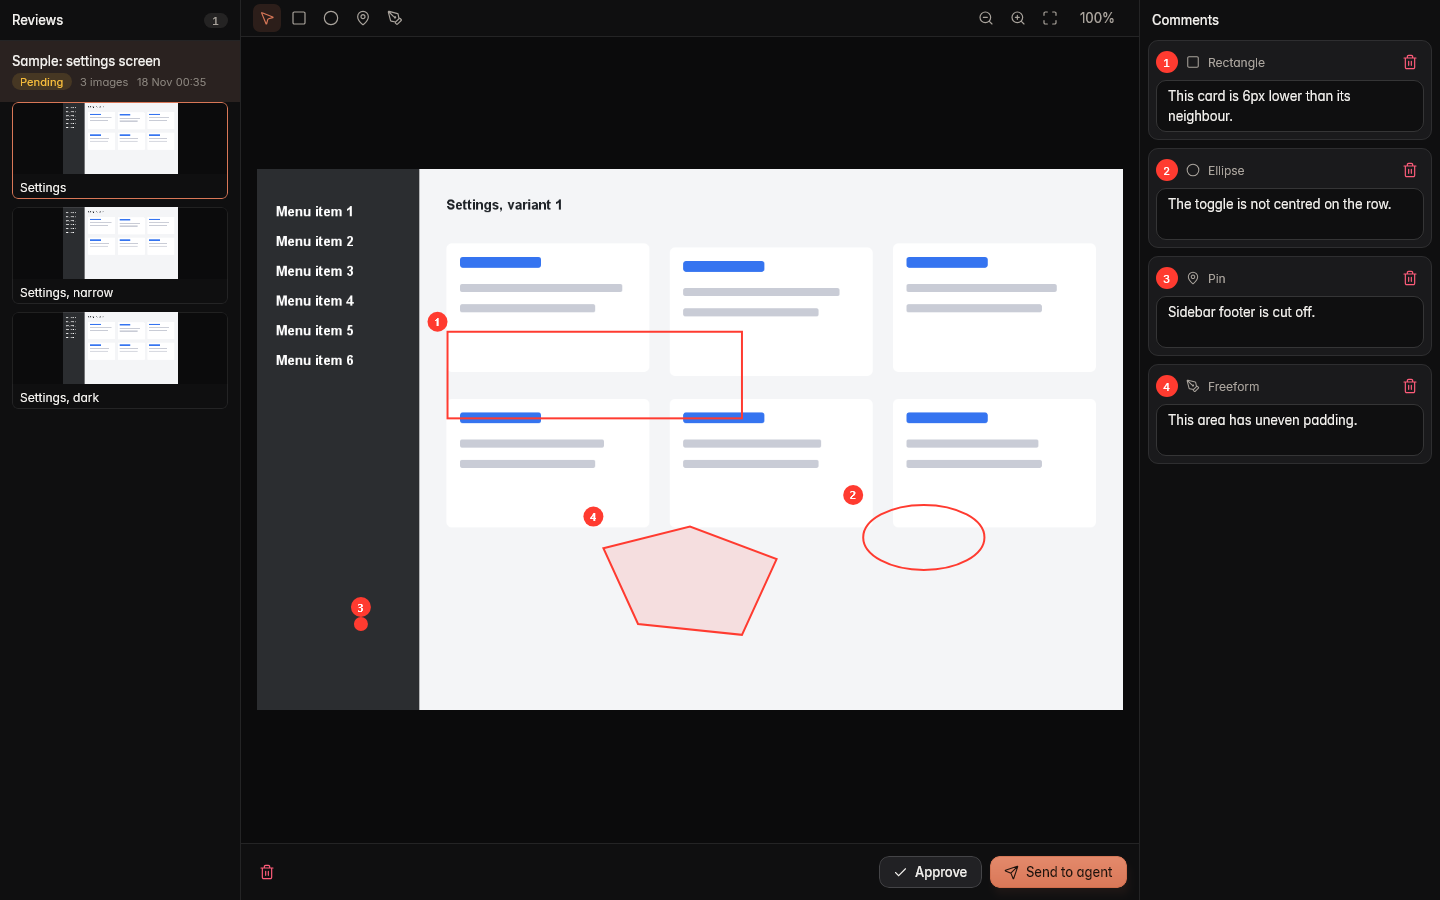 Reviews
1
Sample: settings screen
Pending
3 images
18 Nov 00:35
Settings
Settings, narrow
Settings, dark
100%
Menu item 1
Menu item 2
Menu item 3
Menu item 4
Menu item 5
Menu item 6
Settings, variant 1
1
2
4
3
Approve
Send to agent
Comments
1
Rectangle
This card is 6px lower than its
neighbour.
2
Ellipse
The toggle is not centred on the row.
3
Pin
Sidebar footer is cut off.
4
Freeform
This area has uneven padding.